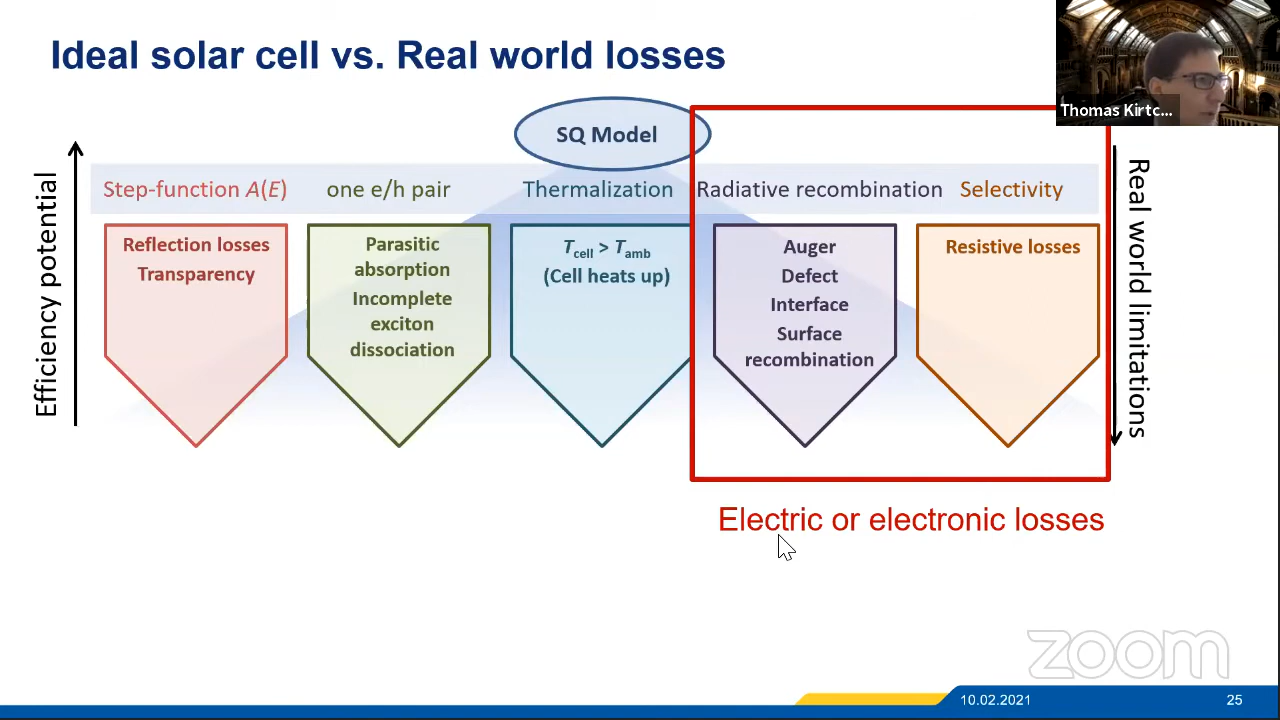 Ideal solar cell vs. Real world losses
Thomas Kirtc...
SQ Model
Efficiency potential
Step-function A(E)
one e/h pair
Thermalization
Radiative recombination
Selectivity
Real world limitations
Reflection losses
Transparency
Parasitic
absorption
Incomplete
exciton
dissociation
Tcell > Tamb
(Cell heats up)
Auger
Defect
Interface
Surface
recombination
Resistive losses
Electric or electronic losses
zoom
10.02.2021
25